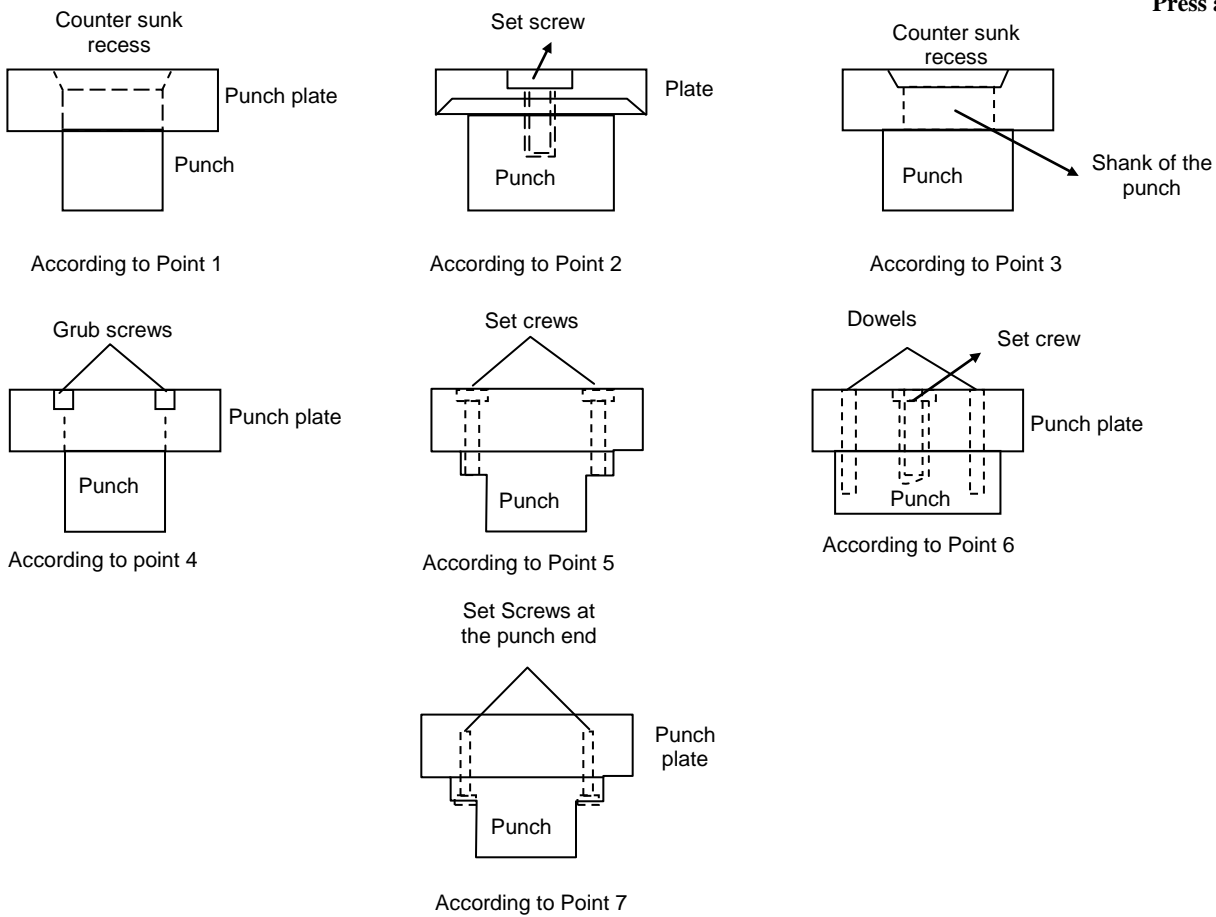 Press a
Counter sunk
recess
Punch plate
Punch
According to Point 1
Set screw
Plate
Punch
According to Point 2
Counter sunk
recess
Punch
Shank of the
punch
According to Point 3
Grub screws
Punch plate
Punch
According to point 4
Set crews
Punch
According to Point 5
Dowels
Set crew
Punch plate
Punch
According to Point 6
Set Screws at
the punch end
Punch
plate
Punch
According to Point 7